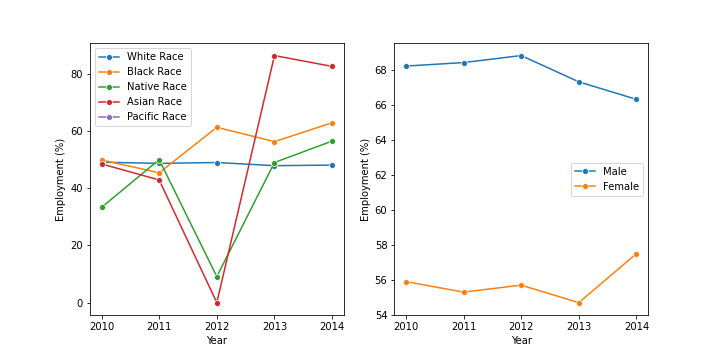 White Race
Black Race
Native Race
Asian Race
Pacific Race
80
60
40
20
0
Employment (%)
2010 2011 2012 2013 2014
Year
Male
Female
68
66
64
62
60
58
56
54
Employment (%)
2010 2011 2012 2013 2014
Year